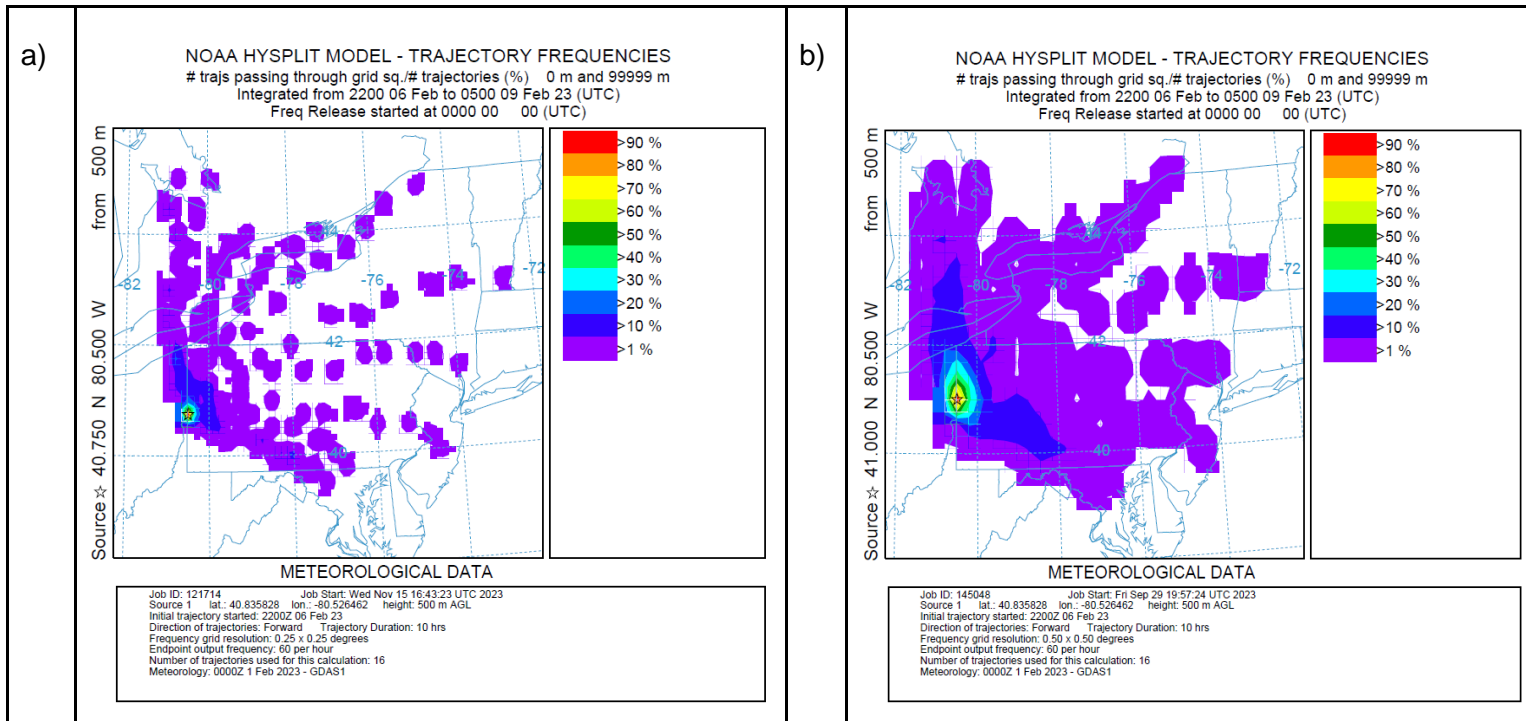 a)
NOAA HYSPLIT MODEL - TRAJECTORY FREQUENCIES
# trajs passing through grid sq./# trajectories (%) 0 m and 99999 m
Integrated from 2200 06 Feb to 0500 09 Feb 23 (UTC)
Freq Release started at 0000 00 00 (UTC)
Source ☆ 40.750 N 80.500 W from 500 m
>90 %
>80 %
>70 %
>60 %
>50 %
>40 %
>30 %
>20 %
>10 %
>1 %
44
-82
-80
-78
-76
-74
-72
42
40
METEOROLOGICAL DATA
Job ID: 121714 Job Start: Wed Nov 15 16:43:23 UTC 2023
Source 1 lat.: 40.835828 lon.: -80.526462 height: 500 m AGL
Initial trajectory started: 2200Z 06 Feb 23
Direction of trajectories: Forward Trajectory Duration: 10 hrs
Frequency grid resolution: 0.25 x 0.25 degrees
Endpoint output frequency: 60 per hour
Number of trajectories used for this calculation: 16
Meteorology: 0000Z 1 Feb 2023 - GDAS1
b)
NOAA HYSPLIT MODEL - TRAJECTORY FREQUENCIES
# trajs passing through grid sq./# trajectories (%) 0 m and 99999 m
Integrated from 2200 06 Feb to 0500 09 Feb 23 (UTC)
Freq Release started at 0000 00 00 (UTC)
Source ☆ 41.000 N 80.500 W from 500 m
>90 %
>80 %
>70 %
>60 %
>50 %
>40 %
>30 %
>20 %
>10 %
>1 %
44
-82
-80
-78
-76
-74
-72
42
40
METEOROLOGICAL DATA
Job ID: 145048 Job Start: Fri Sep 29 19:57:24 UTC 2023
Source 1 lat.: 40.835828 lon.: -80.526462 height: 500 m AGL
Initial trajectory started: 2200Z 06 Feb 23
Direction of trajectories: Forward Trajectory Duration: 10 hrs
Frequency grid resolution: 0.50 x 0.50 degrees
Endpoint output frequency: 60 per hour
Number of trajectories used for this calculation: 16
Meteorology: 0000Z 1 Feb 2023 - GDAS1